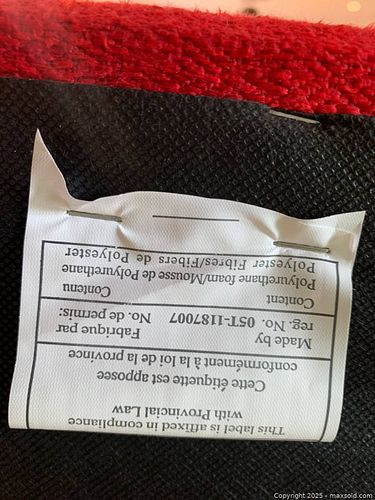 This label is affixed in compliance
with Provincial Law
Cette étiquette est apposee
conformément à la loi de la province
Made by Fabrique par
reg. No. 05T-1187007 No. de permis:
Content Contenu
Polyurethane foam/Mousse de Polyurethane
Polyester Fibres/Fibers de Polyester
Copyright 2025 - maxsold.com